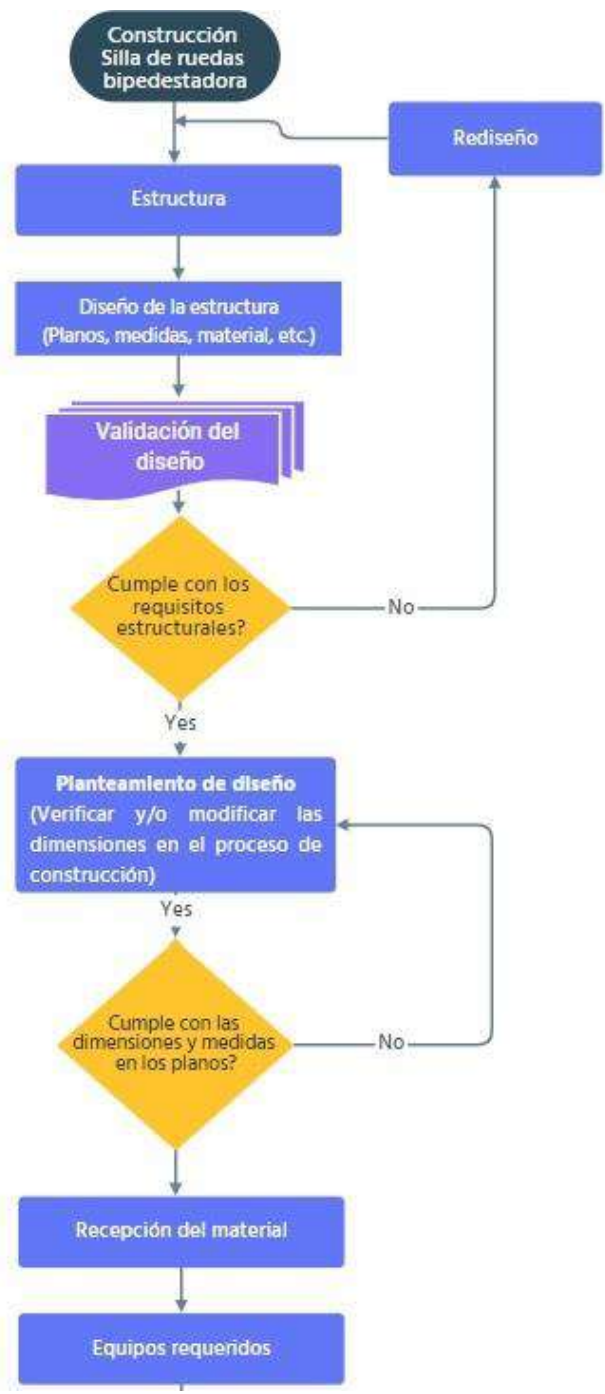 Construcción
Silla de ruedas
bipedestadora
Rediseño
Estructura
Diseño de la estructura
(Planos, medidas, material, etc.)
Validación del
diseño
Cumple con los
requisitos
estructurales?
No
Yes
Planteamiento de diseño
(Verificar y/o modificar las
dimensiones en el proceso de
construcción)
Yes
Cumple con las
dimensiones y medidas
en los planos?
No
Recepción del material
Equipos requeridos